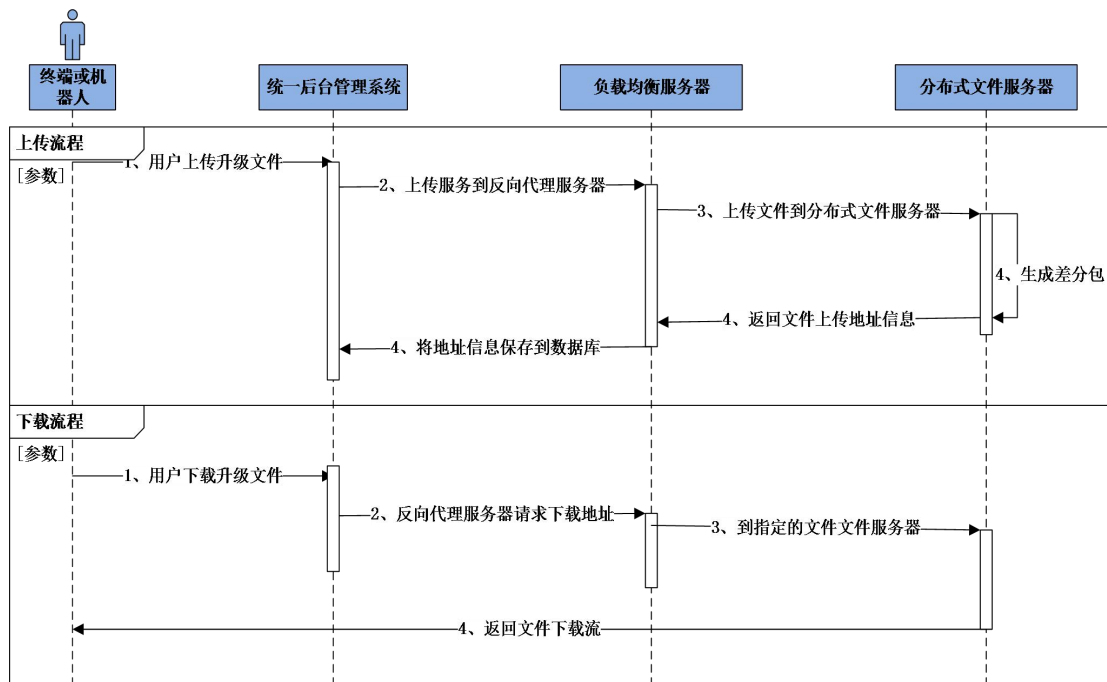 终端或机
器人
统一后台管理系统
负载均衡服务器
分布式文件服务器
上传流程
[参数]
1、用户上传升级文件
2、上传服务到反向代理服务器
3、上传文件到分布式文件服务器
4、生成差分包
4、返回文件上传地址信息
4、将地址信息保存到数据库
下载流程
[参数]
1、用户下载升级文件
2、反向代理服务器请求下载地址
3、到指定的文件文件服务器
4、返回文件下载流